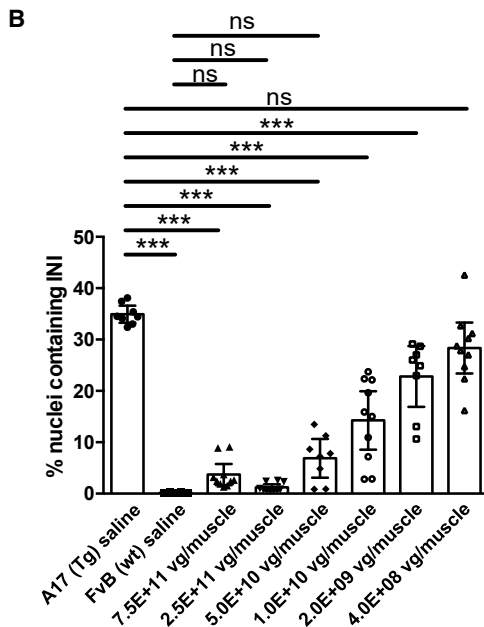 B
ns
ns
ns
ns
***
***
***
***
***
***
% nuclei containing INI
50
40
30
20
10
0
A17 (Tg) saline
FvB (wt) saline
7.5E+11 vg/muscle
2.5E+11 vg/muscle
5.0E+10 vg/muscle
1.0E+10 vg/muscle
2.0E+09 vg/muscle
4.0E+08 vg/muscle